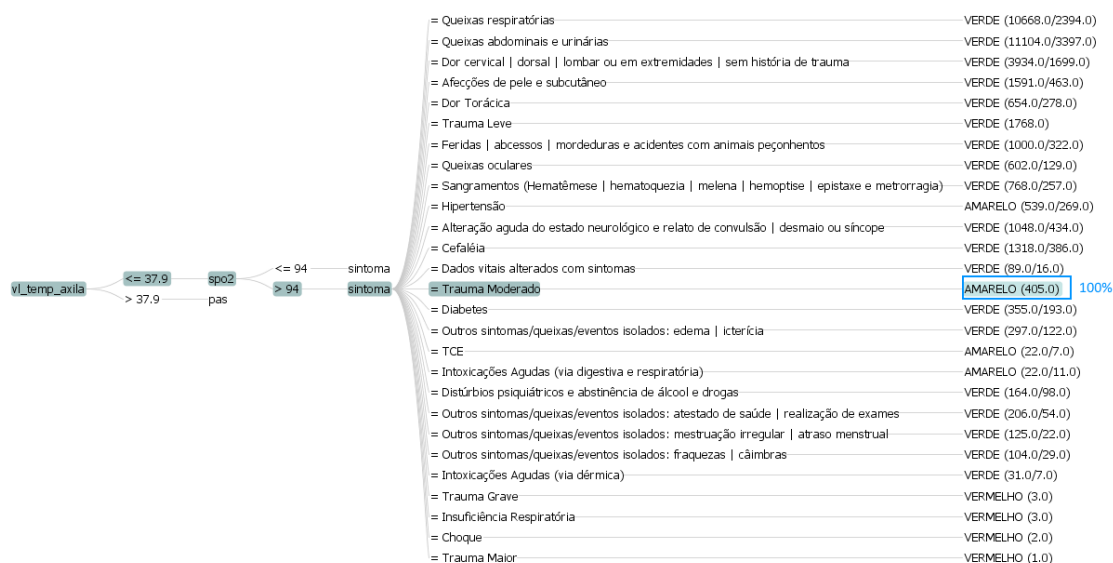 = Queixas respiratórias VERDE (10668.0/2394.0)
= Queixas abdominais e urinárias VERDE (11104.0/3397.0)
= Dor cervical | dorsal | lombar ou em extremidades | sem história de trauma VERDE (3934.0/1699.0)
= Afecções de pele e subcutâneo VERDE (1591.0/463.0)
= Dor Torácica VERDE (654.0/278.0)
= Trauma Leve VERDE (1768.0)
= Feridas | abcessos | mordeduras e acidentes com animais peçonhentos VERDE (1000.0/322.0)
= Queixas oculares VERDE (602.0/129.0)
= Sangramentos (Hematêmese | hematoquezia | melena | hemoptise | epistaxe e metrorragia) VERDE (768.0/257.0)
= Hipertensão AMARELO (539.0/269.0)
= Alteração aguda do estado neurológico e relato de convulsão | desmaio ou síncope VERDE (1048.0/434.0)
= Cefaléia VERDE (1318.0/386.0)
<= 94 sintoma = Dados vitais alterados com sintomas VERDE (89.0/16.0)
<= 37.9 spo2
vl_temp_axila > 94 sintoma = Trauma Moderado AMARELO (405.0) 100%
> 37.9 pas
= Diabetes VERDE (355.0/193.0)
= Outros sintomas/queixas/eventos isolados: edema | icterícia VERDE (297.0/122.0)
= TCE AMARELO (22.0/7.0)
= Intoxicações Agudas (via digestiva e respiratória) AMARELO (22.0/11.0)
= Distúrbios psiquiátricos e abstinência de álcool e drogas VERDE (164.0/98.0)
= Outros sintomas/queixas/eventos isolados: atestado de saúde | realização de exames VERDE (206.0/54.0)
= Outros sintomas/queixas/eventos isolados: mestruação irregular | atraso menstrual VERDE (125.0/22.0)
= Outros sintomas/queixas/eventos isolados: fraquezas | câimbras VERDE (104.0/29.0)
= Intoxicações Agudas (via dérmica) VERDE (31.0/7.0)
= Trauma Grave VERMELHO (3.0)
= Insuficiência Respiratória VERMELHO (3.0)
= Choque VERMELHO (2.0)
= Trauma Maior VERMELHO (1.0)